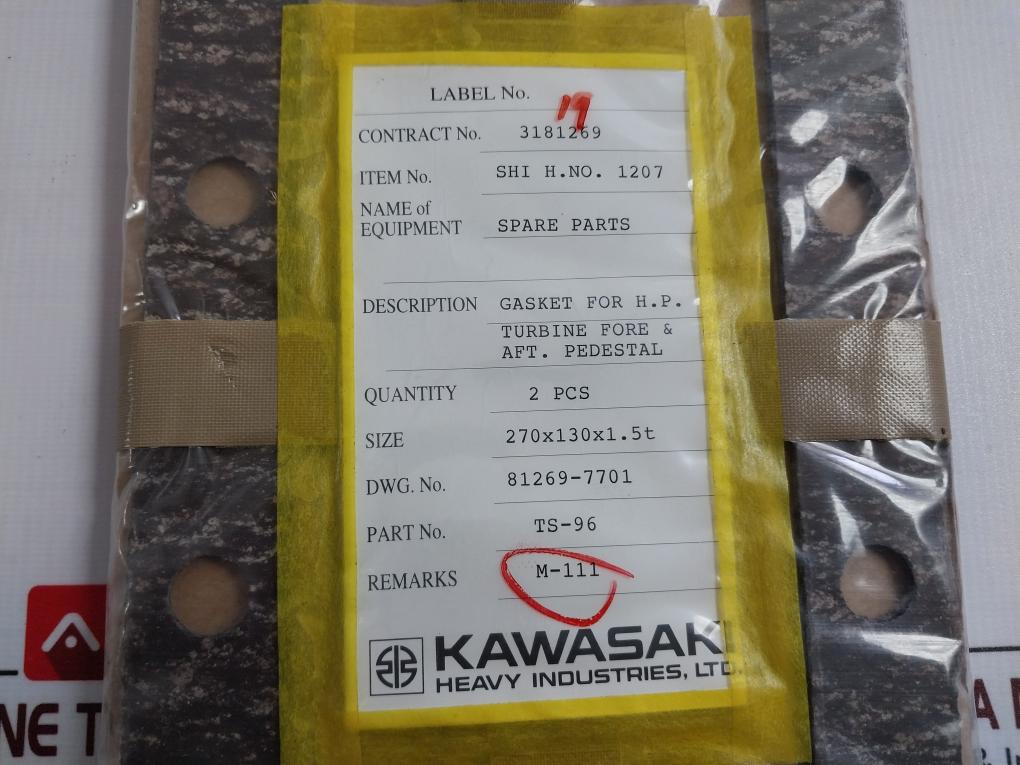 LABEL No.
19
CONTRACT No. 3181269
ITEM No. SHI H.NO. 1207
NAME of
EQUIPMENT SPARE PARTS
DESCRIPTION GASKET FOR H.P.
TURBINE FORE &
AFT. PEDESTAL
QUANTITY 2 PCS
SIZE 270x130x1.5t
DWG. No. 81269-7701
PART No. TS-96
REMARKS M-111
KAWASAKI
HEAVY INDUSTRIES, LTD.
NE T
A
&